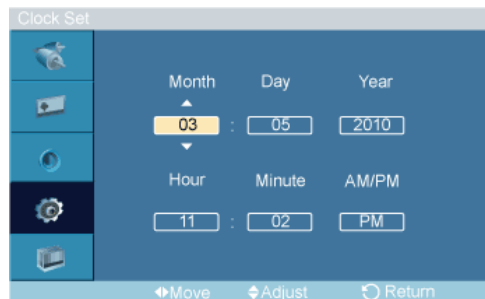 Clock Set
Month Day Year
03 : 05 2010
Hour Minute AM/PM
11 : 02 PM
Move Adjust Return